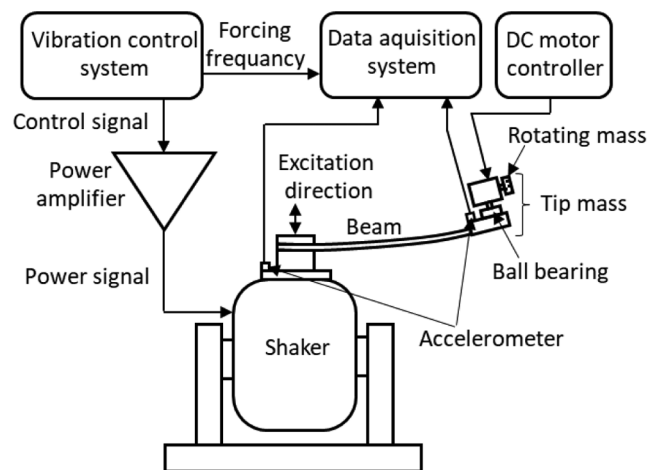 Vibration control
system
Forcing
frequancy
Data aquisition
system
DC motor
controller
Control signal
Power
amplifier
Excitation
direction
Rotating mass
Beam
Tip mass
Power signal
Ball bearing
Shaker
Accelerometer